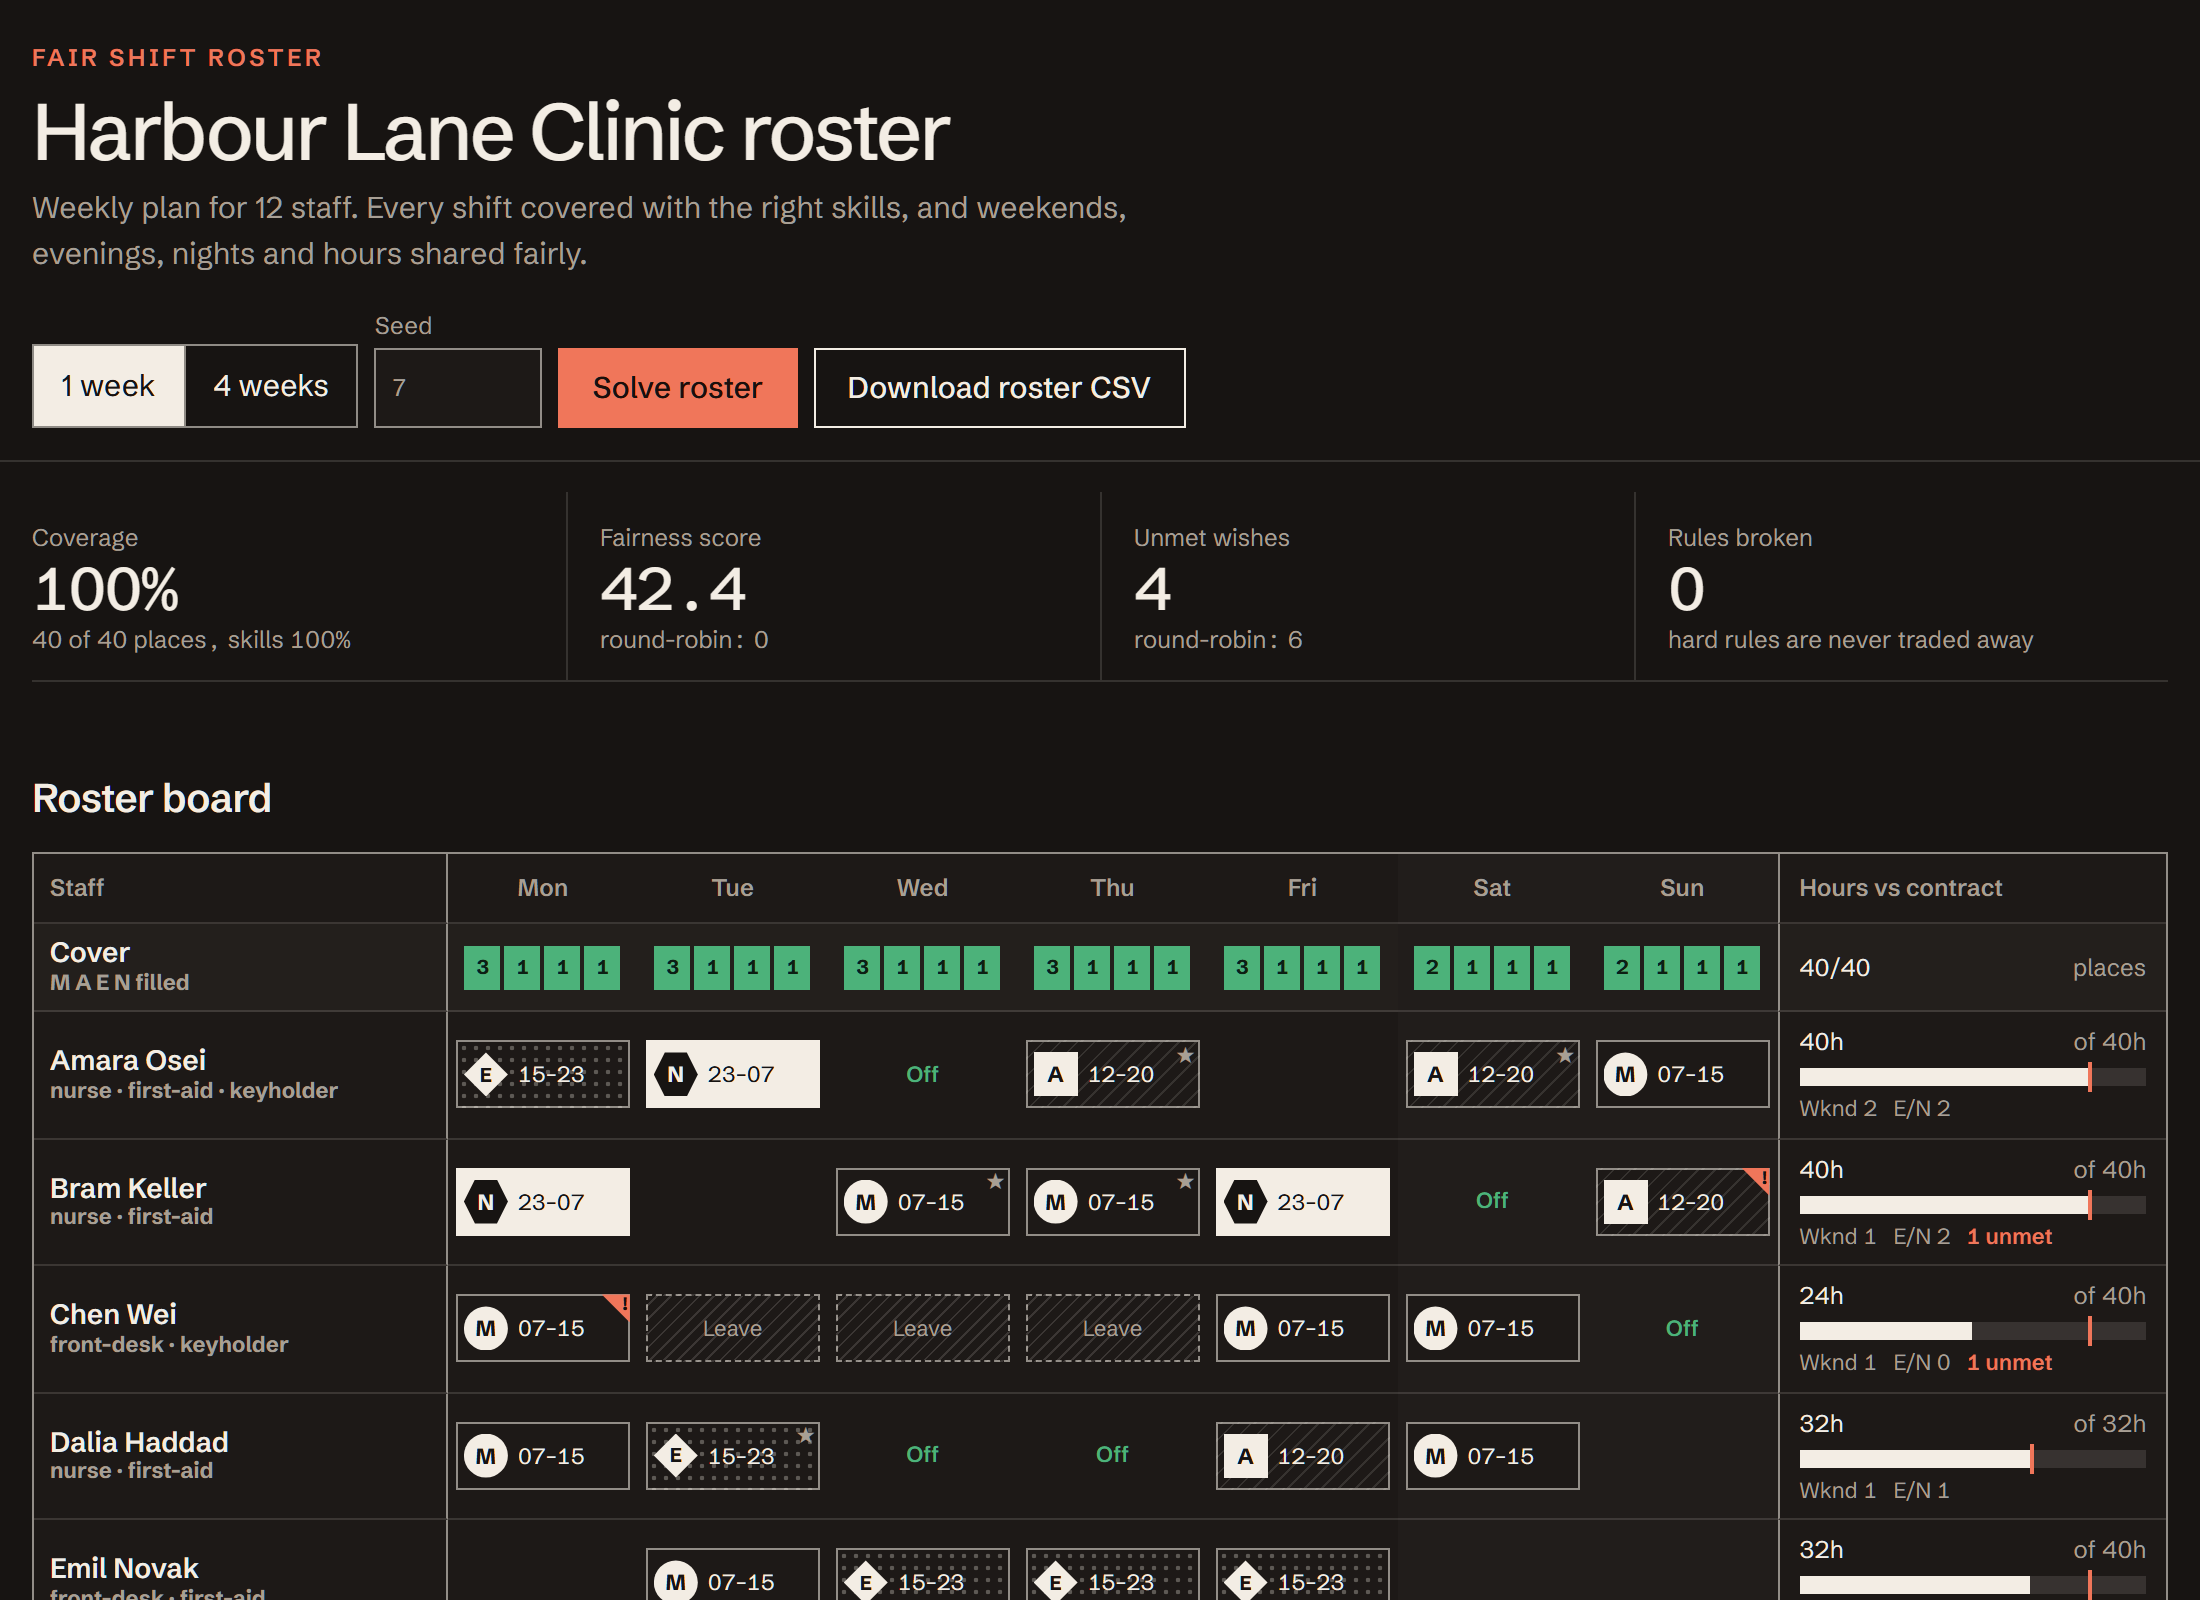 FAIR SHIFT ROSTER
Harbour Lane Clinic roster
Weekly plan for 12 staff. Every shift covered with the right skills, and weekends,
evenings, nights and hours shared fairly.
Seed
1 week 4 weeks 7 Solve roster Download roster CSV
Coverage Fairness score Unmet wishes Rules broken
100% 42.4 4 0
40 of 40 places, skills 100% round-robin: 0 round-robin: 6 hard rules are never traded away
Roster board
Staff Mon Tue Wed Thu Fri Sat Sun Hours vs contract
Cover
M A E N filled
3 1 1 1 3 1 1 1 3 1 1 1 3 1 1 1 3 1 1 1 2 1 1 1 2 1 1 1 40/40 places
Amara Osei
nurse · first-aid · keyholder
E 15-23 N 23-07 Off A 12-20 ★ A 12-20 ★ M 07-15
40h of 40h
Wknd 2 E/N 2
Bram Keller
nurse · first-aid
N 23-07 M 07-15 ★ M 07-15 ★ N 23-07 Off A 12-20 !
40h of 40h
Wknd 1 E/N 2 1 unmet
Chen Wei
front-desk · keyholder
M 07-15 ! Leave Leave Leave M 07-15 M 07-15 Off
24h of 40h
Wknd 1 E/N 0 1 unmet
Dalia Haddad
nurse · first-aid
M 07-15 E 15-23 ★ Off Off A 12-20 M 07-15
32h of 32h
Wknd 1 E/N 1
Emil Novak
front-desk · first-aid
M 07-15 E 15-23 E 15-23 E 15-23
32h of 40h